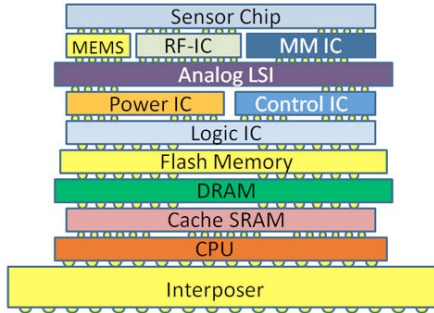 Sensor Chip
MEMS RF-IC MM IC
Analog LSI
Power IC Control IC
Logic IC
Flash Memory
DRAM
Cache SRAM
CPU
Interposer